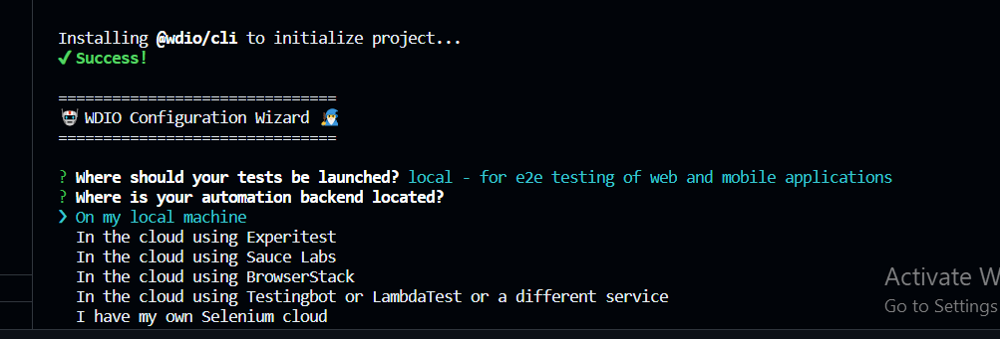 Installing @wdio/cli to initialize project...
✔ Success!
===============================
🤖 WDIO Configuration Wizard 🧙
===============================
? Where should your tests be launched? local - for e2e testing of web and mobile applications
? Where is your automation backend located?
❯ On my local machine
In the cloud using Experitest
In the cloud using Sauce Labs
In the cloud using BrowserStack
In the cloud using Testingbot or LambdaTest or a different service
I have my own Selenium cloud
Activate W
Go to Settings